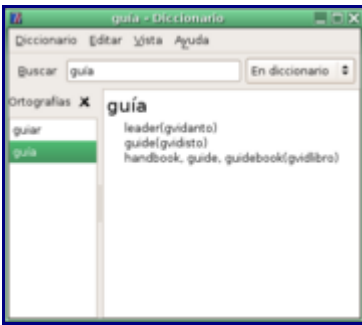 guía - Diccionario
Diccionario Editar Vista Ayuda
Buscar guía En diccionario
Ortografías
guiar
guía
guía
leader(gvidanto)
guide(gvidisto)
handbook, guide, guidebook(gvidlibro)